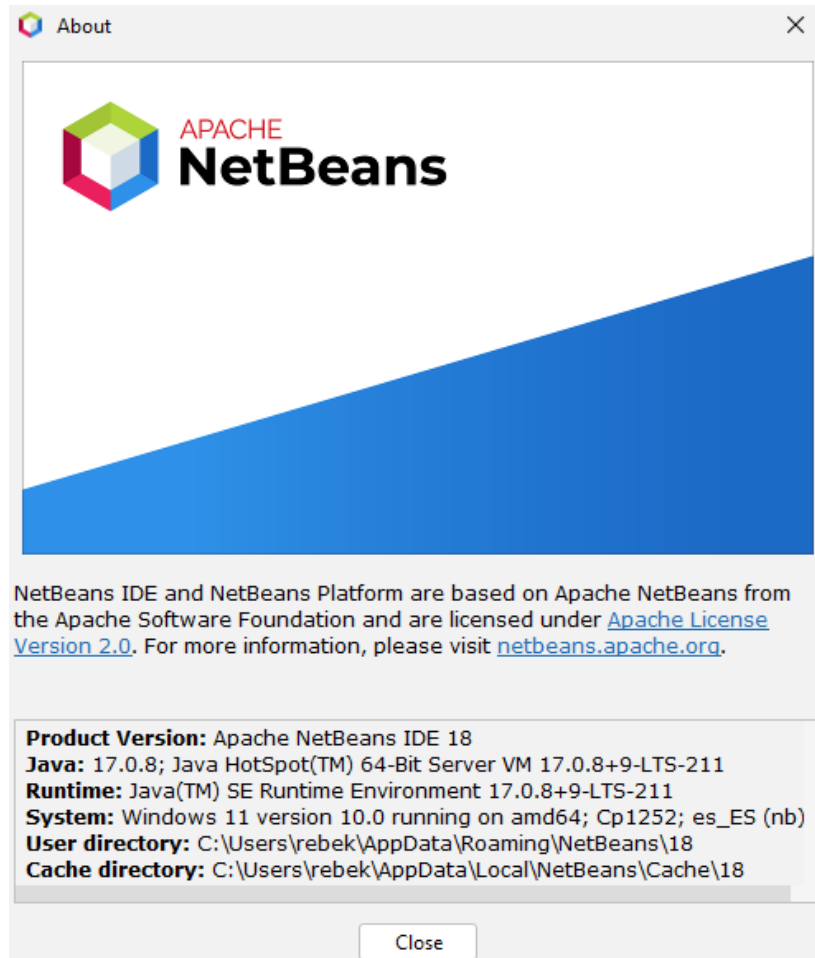 About
APACHE
NetBeans
NetBeans IDE and NetBeans Platform are based on Apache NetBeans from
the Apache Software Foundation and are licensed under Apache License
Version 2.0. For more information, please visit netbeans.apache.org.
Product Version: Apache NetBeans IDE 18
Java: 17.0.8; Java HotSpot(TM) 64-Bit Server VM 17.0.8+9-LTS-211
Runtime: Java(TM) SE Runtime Environment 17.0.8+9-LTS-211
System: Windows 11 version 10.0 running on amd64; Cp1252; es_ES (nb)
User directory: C:\Users\rebek\AppData\Roaming\NetBeans\18
Cache directory: C:\Users\rebek\AppData\Local\NetBeans\Cache\18
Close